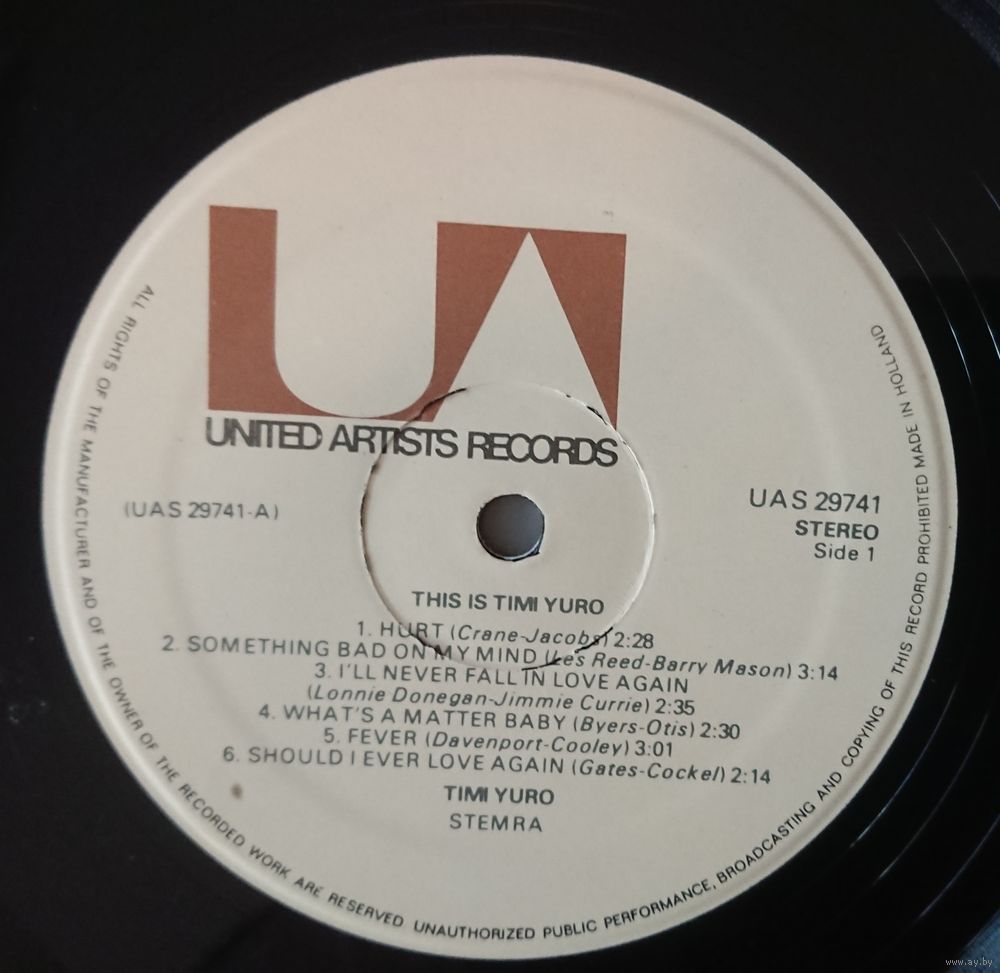 UA
UNITED ARTISTS RECORDS
(UAS 29741-A)
UAS 29741
STEREO
Side 1
THIS IS TIMI YURO
1. HURT (Crane-Jacobs) 2:28
2. SOMETHING BAD ON MY MIND (Les Reed-Barry Mason) 3:14
3. I'LL NEVER FALL IN LOVE AGAIN
(Lonnie Donegan-Jimmie Currie) 2:35
4. WHAT'S A MATTER BABY (Byers-Otis) 2:30
5. FEVER (Davenport-Cooley) 3:01
6. SHOULD I EVER LOVE AGAIN (Gates-Cockel) 2:14
TIMI YURO
STEMRA
ALL RIGHTS OF THE MANUFACTURER AND OF THE OWNER OF THE RECORDED WORK ARE RESERVED UNAUTHORIZED PUBLIC PERFORMANCE, BROADCASTING AND COPYING OF THIS RECORD PROHIBITED MADE IN HOLLAND
www.ay.by